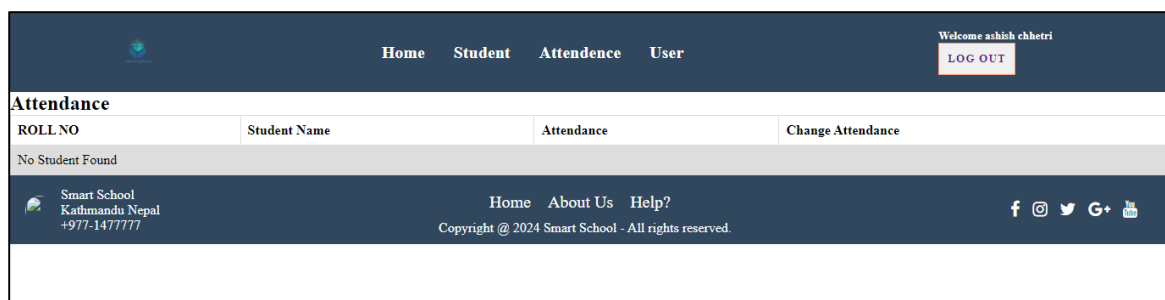 Welcome ashish chhetri
Home Student Attendence User
LOG OUT
Attendance
ROLL NO Student Name Attendance Change Attendance
No Student Found
Smart School
Kathmandu Nepal
+977-1477777
Home About Us Help?
Copyright @ 2024 Smart School - All rights reserved.